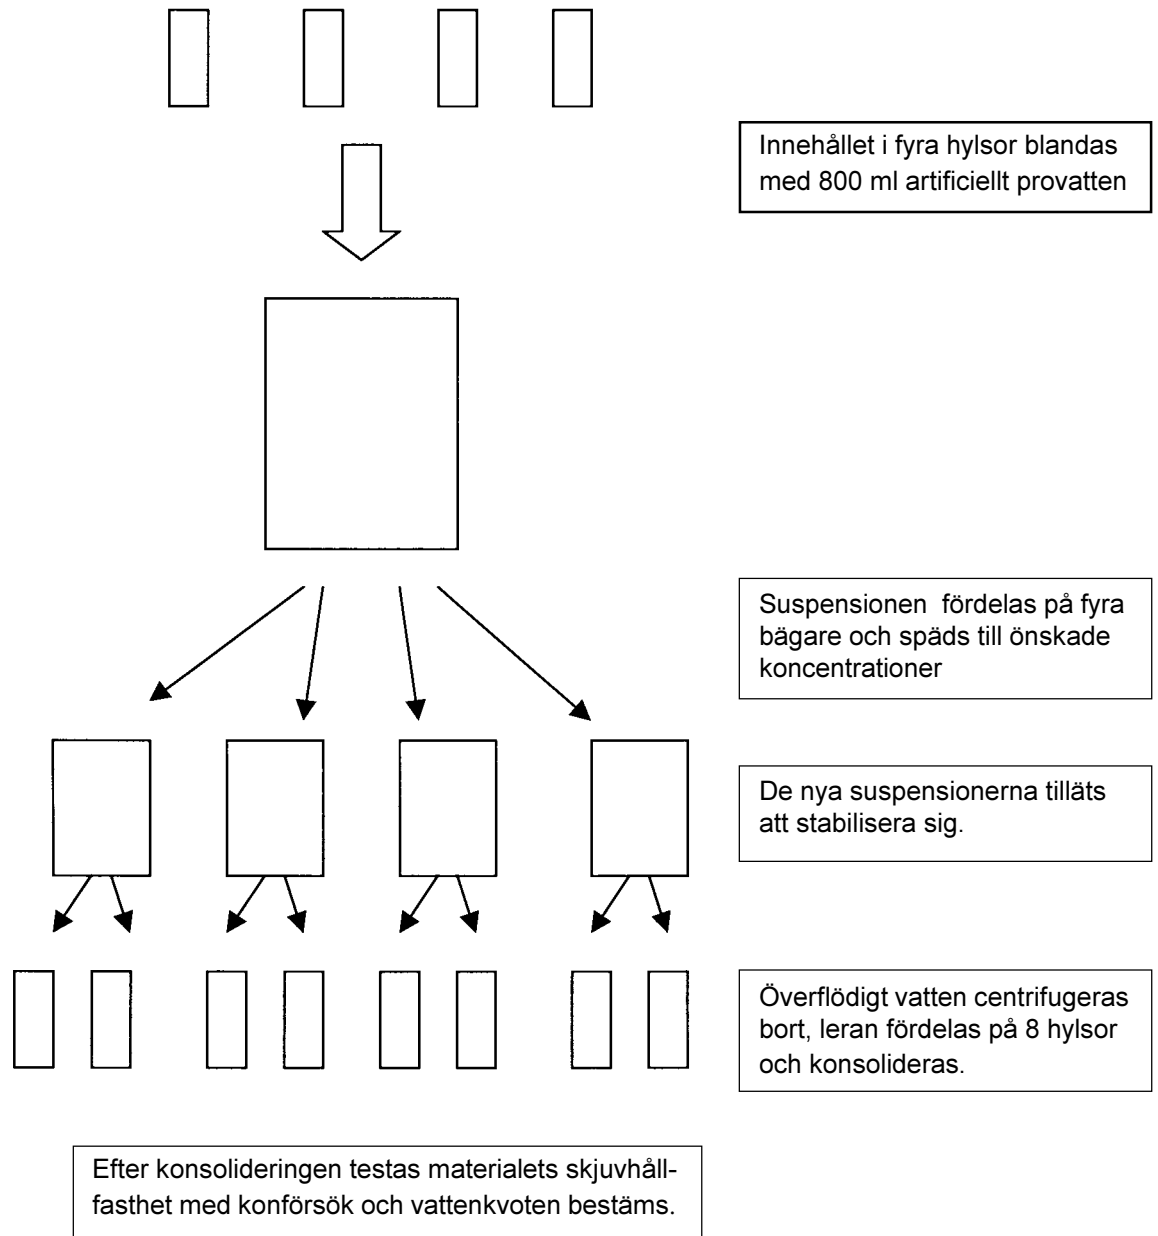 Innehållet i fyra hylsor blandas
med 800 ml artificiellt provatten
Suspensionen  fördelas på fyra
bägare och späds till önskade
koncentrationer
De nya suspensionerna tilläts
att stabilisera sig.
Överflödigt vatten centrifugeras
bort, leran fördelas på 8 hylsor
och konsolideras.
Efter konsolideringen testas materialets skjuvhåll-
fasthet med konförsök och vattenkvoten bestäms.